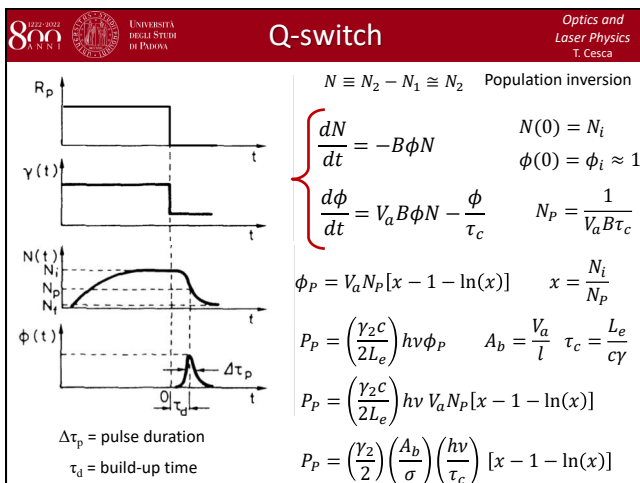 1222·2022
800
ANNI
UNIVERSITÀ
DEGLI STUDI
DI PADOVA
Q-switch
Optics and
Laser Physics
T. Cesca
R_p
t
γ(t)
t
N(t)
N_i
N_p
N_f
t
ϕ(t)
Δτ_p
0
τ_d
t
Δτ_p = pulse duration
τ_d = build-up time
N ≡ N_2 − N_1 ≅ N_2 Population inversion
dN/dt = −BϕN N(0) = N_i
ϕ(0) = ϕ_i ≈ 1
dϕ/dt = V_a BϕN − ϕ/τ_c N_P = 1/(V_a Bτ_c)
ϕ_P = V_a N_P[x − 1 − ln(x)] x = N_i/N_P
P_P = (γ_2 c/2L_e) hν ϕ_P A_b = V_a/l τ_c = L_e/cγ
P_P = (γ_2 c/2L_e) hν V_a N_P[x − 1 − ln(x)]
P_P = (γ_2/2) (A_b/σ) (hν/τ_c) [x − 1 − ln(x)]